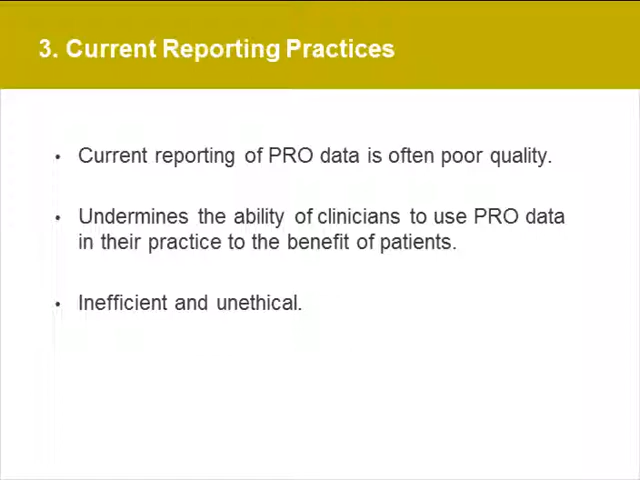 3. Current Reporting Practices
• Current reporting of PRO data is often poor quality.
• Undermines the ability of clinicians to use PRO data
in their practice to the benefit of patients.
• Inefficient and unethical.